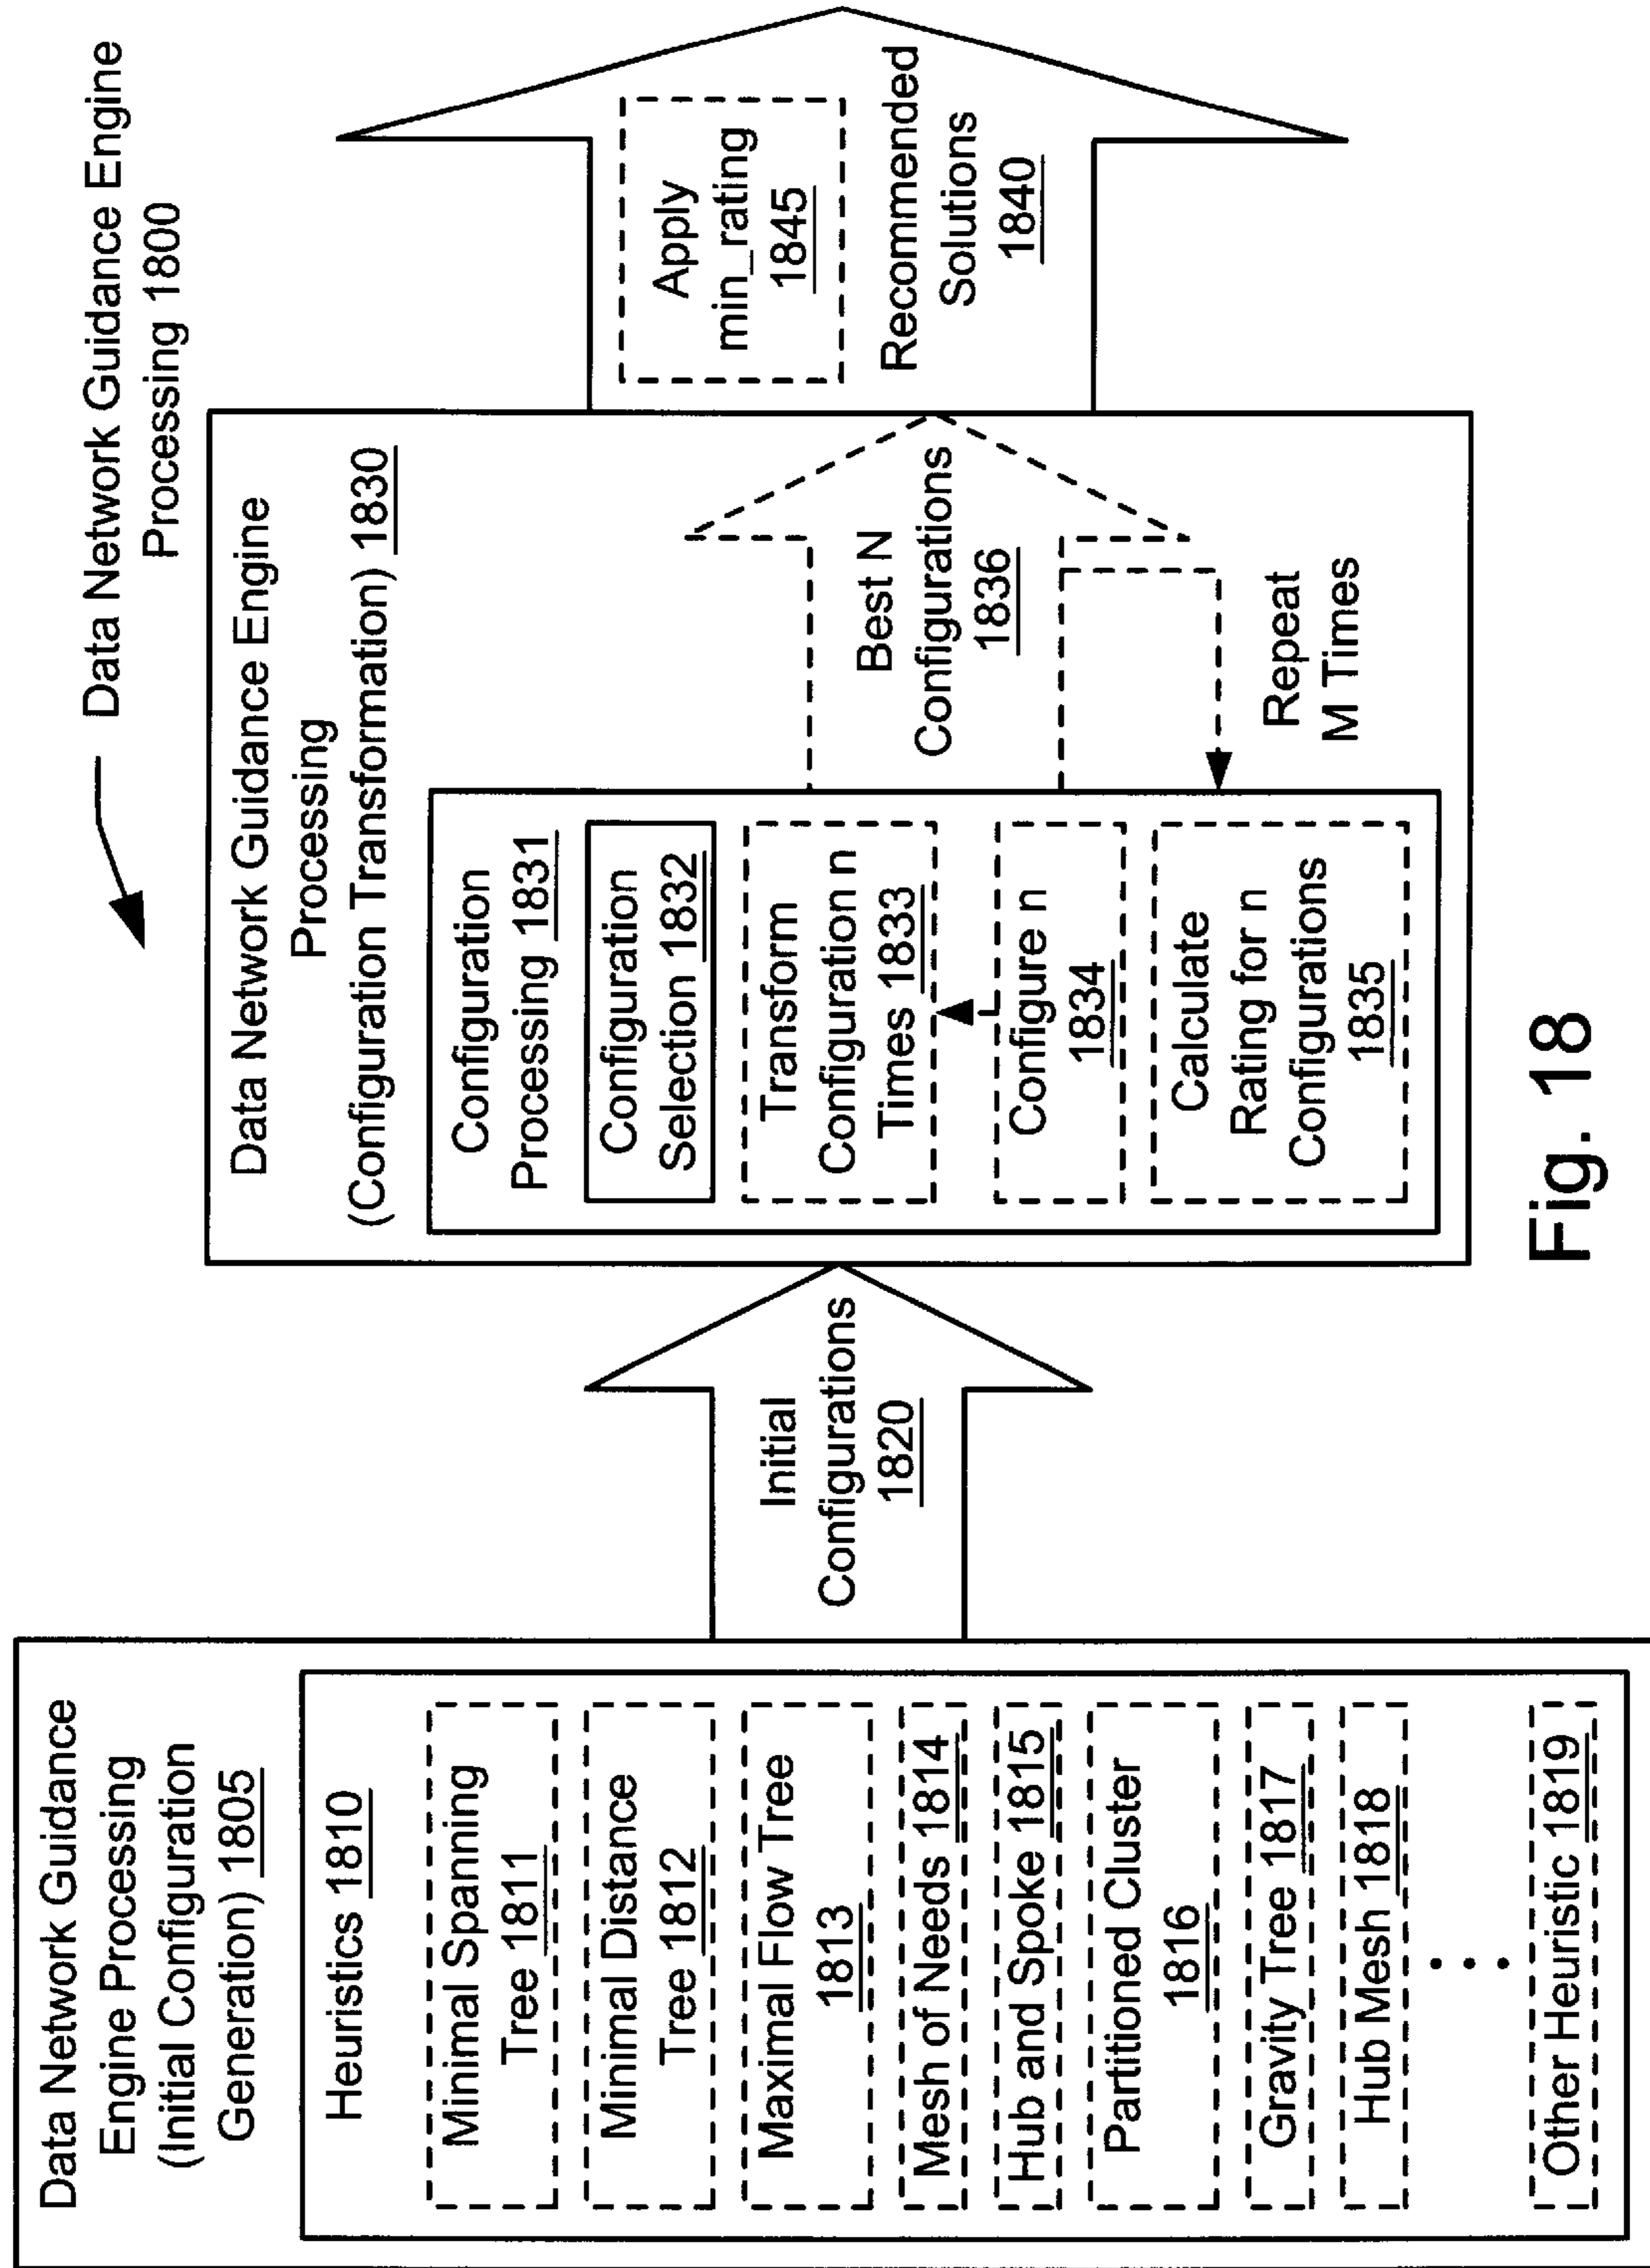 Data Network Guidance Engine
Processing 1800
Data Network Guidance
Engine Processing
(Initial Configuration
Generation) 1805
Heuristics 1810
Minimal Spanning
Tree 1811
Minimal Distance
Tree 1812
Maximal Flow Tree
1813
Mesh of Needs 1814
Hub and Spoke 1815
Partitioned Cluster
1816
Gravity Tree 1817
Hub Mesh 1818
Other Heuristic 1819
Initial
Configurations
1820
Data Network Guidance Engine
Processing
(Configuration Transformation) 1830
Configuration
Processing 1831
Configuration
Selection 1832
Transform
Configuration n
Times 1833
Configure n
1834
Calculate
Rating for n
Configurations
1835
Best N
Configurations
1836
Repeat
M Times
Apply
min_rating
1845
Recommended
Solutions
1840
Fig. 18